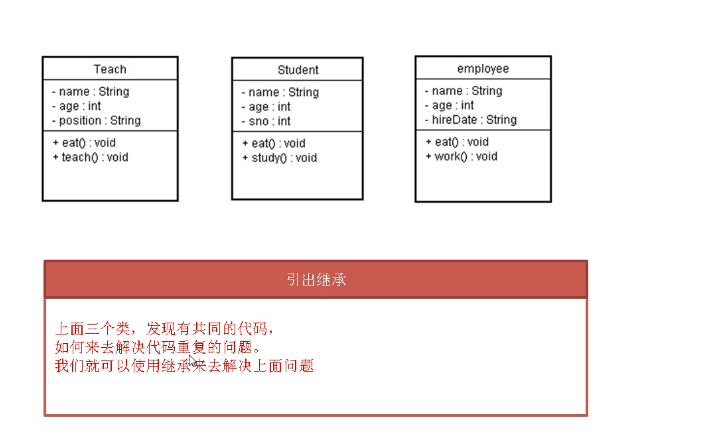 Teach
- name : String
- age : int
- position : String
+ eat() : void
+ teach() : void
Student
- name : String
- age : int
- sno : int
+ eat() : void
+ study() : void
employee
- name : String
- age : int
- hireDate : String
+ eat() : void
+ work() : void
引出继承
上面三个类，发现有共同的代码，
如何来去解决代码重复的问题。
我们就可以使用继承来去解决上面问题